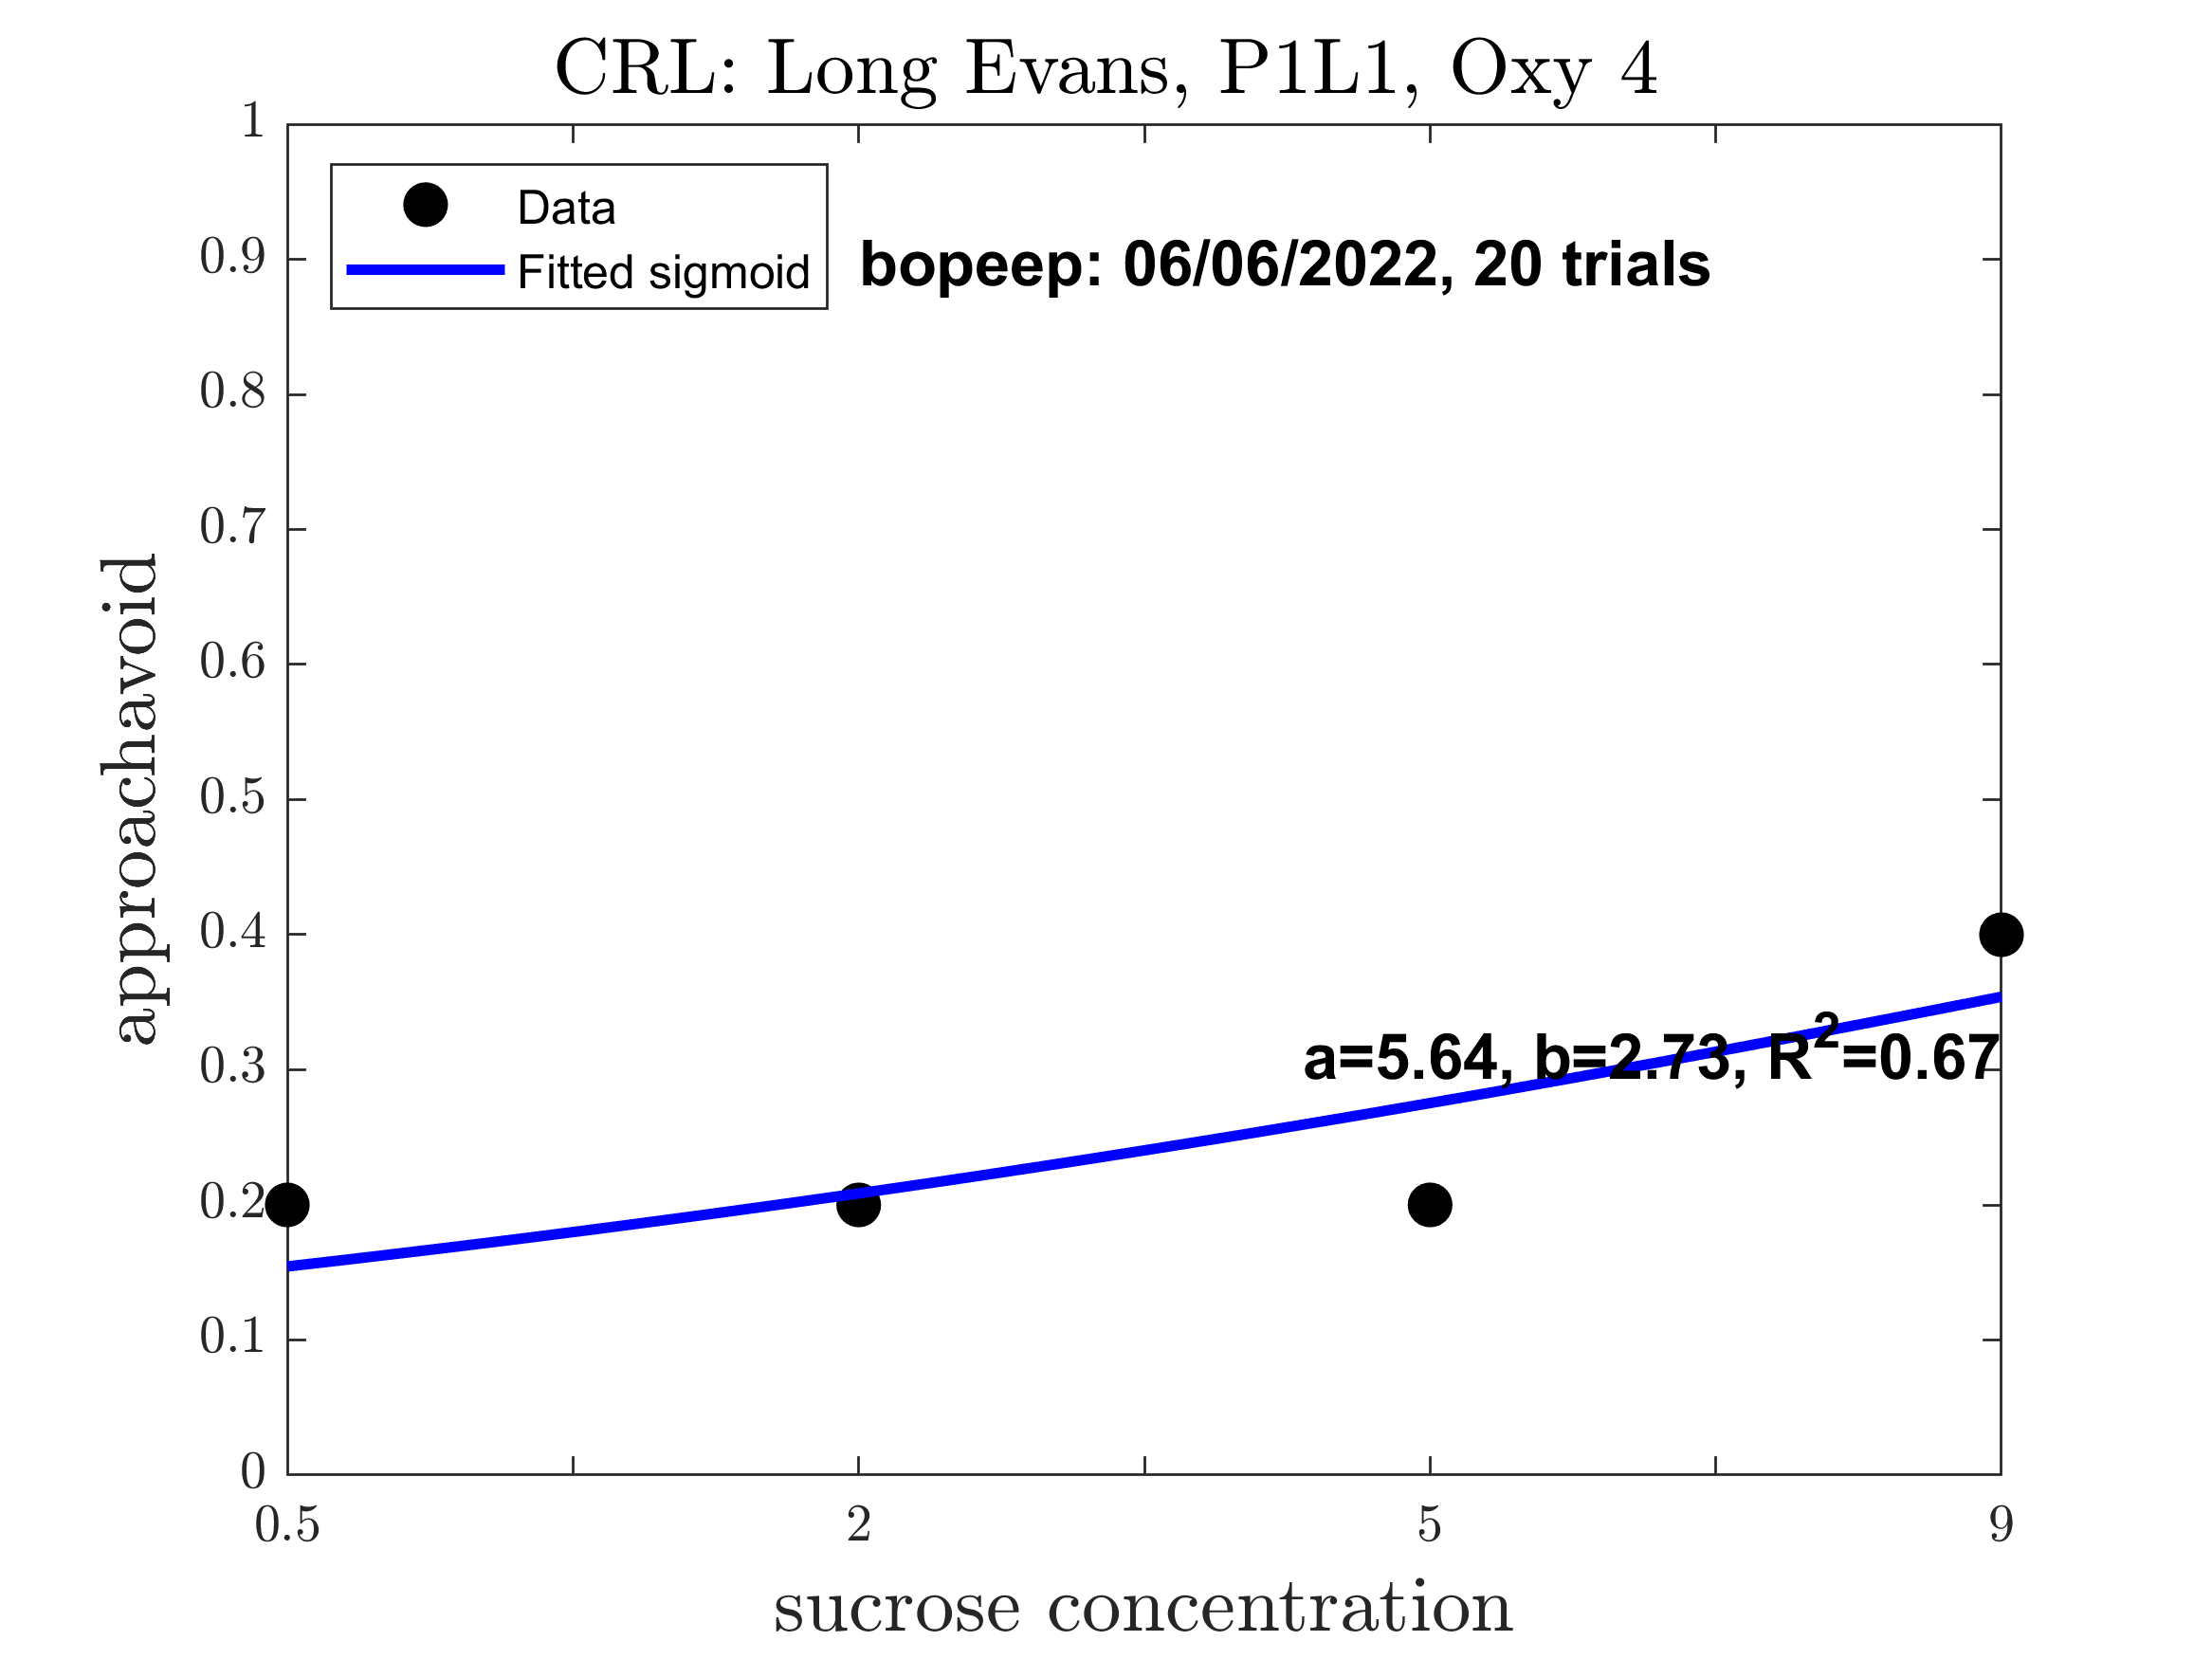 CRL: Long Evans, P1L1, Oxy 4
1
Data
Fitted sigmoid
bopeep: 06/06/2022, 20 trials
0.9
0.8
0.7
0.6
0.5
0.4
0.3
0.2
0.1
0
approachavoid
a=5.64, b=2.73, R²=0.67
0.5 2 5 9
sucrose concentration